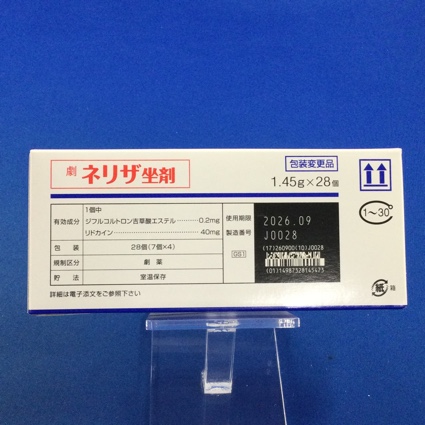 劇 ネリザ坐剤
包装変更品
1.45g×28個
1~30°
有効成分
1個中
ジフルコルトロン吉草酸エステル………0.2mg
リドカイン………………40mg
包装 28個(7個×4)
規制区分 劇薬
貯法 室温保存
詳細は電子添文をご参照下さい
使用期限 2026.09
製造番号 J0028
GS1
(17)260900(10)J0028
(01)14987328145473
紙 箱